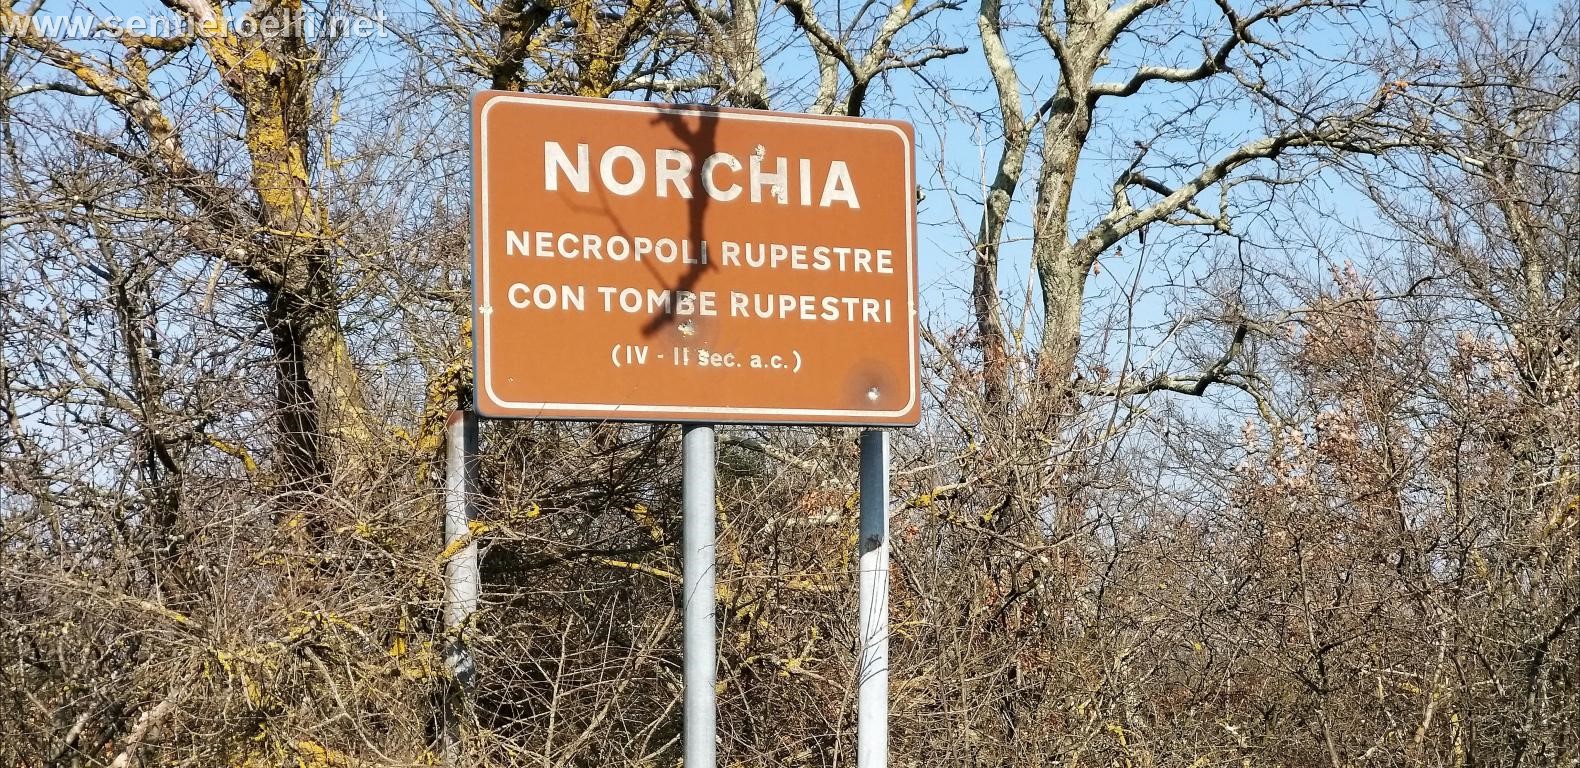 www.sentieroelfi.net
NORCHIA
NECROPOLI RUPESTRE
CON TOMBE RUPESTRI
(IV - II sec. a.c.)